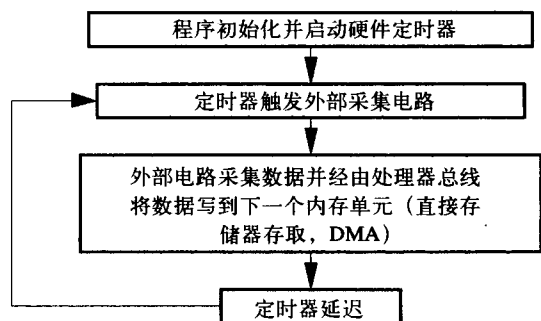 程序初始化并启动硬件定时器
定时器触发外部采集电路
外部电路采集数据并经由处理器总线
将数据写到下一个内存单元（直接存
储器存取，DMA）
定时器延迟